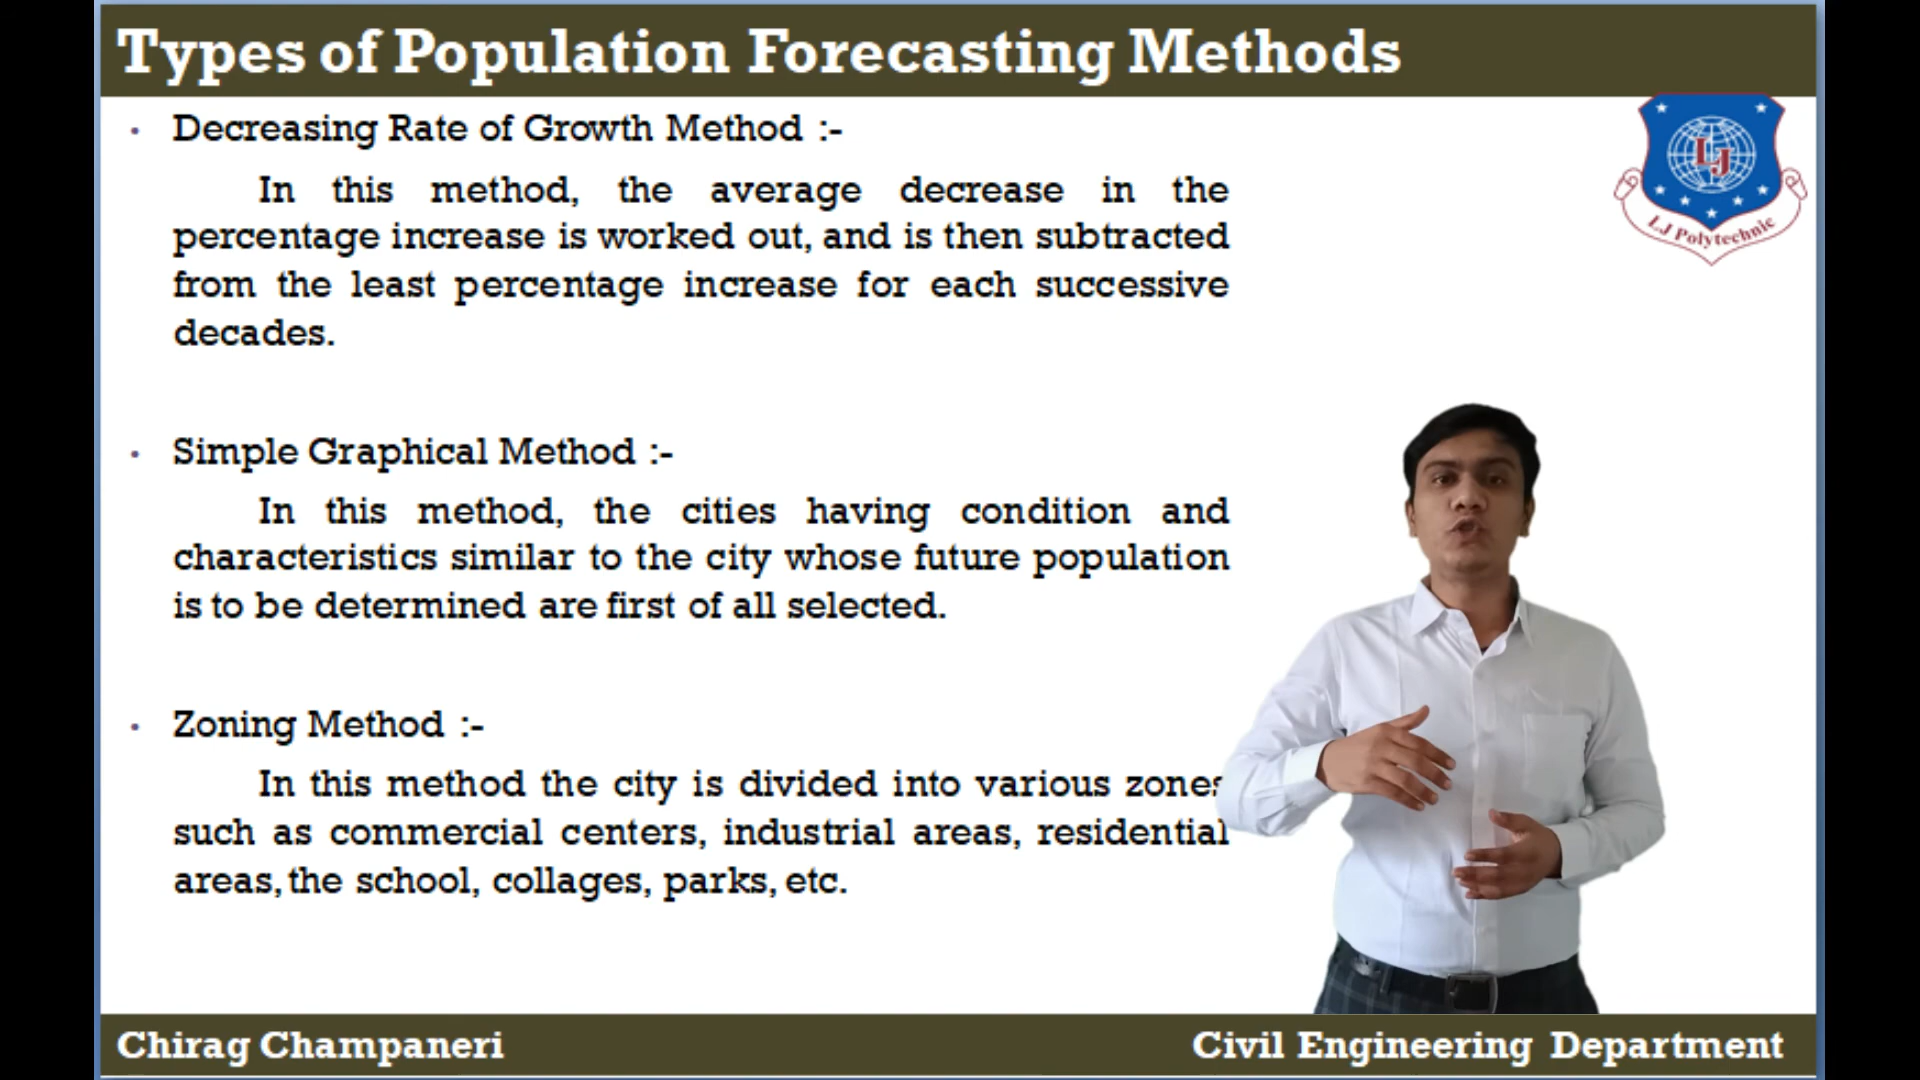 Types of Population Forecasting Methods
• Decreasing Rate of Growth Method :-
In this method, the average decrease in the
percentage increase is worked out, and is then subtracted
from the least percentage increase for each successive
decades.
• Simple Graphical Method :-
In this method, the cities having condition and
characteristics similar to the city whose future population
is to be determined are first of all selected.
• Zoning Method :-
In this method the city is divided into various zones
such as commercial centers, industrial areas, residential
areas, the school, collages, parks, etc.
LJ
LJ Polytechnic
Chirag Champaneri
Civil Engineering Department